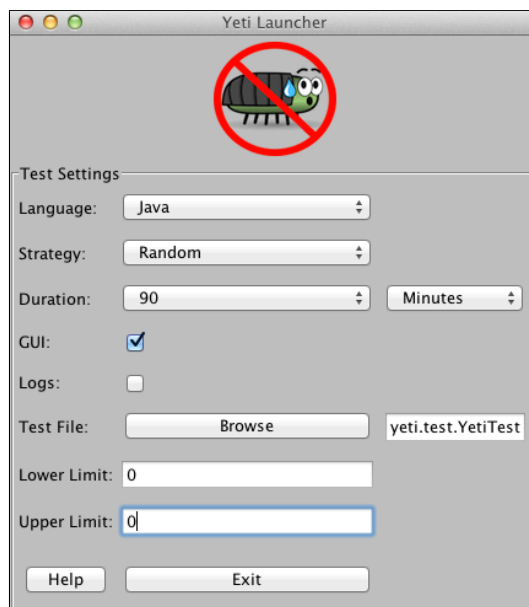 Yeti Launcher
Test Settings
Language: Java
Strategy: Random
Duration: 90 Minutes
GUI:
Logs:
Test File: Browse yeti.test.YetiTest
Lower Limit: 0
Upper Limit: 0
Help Exit